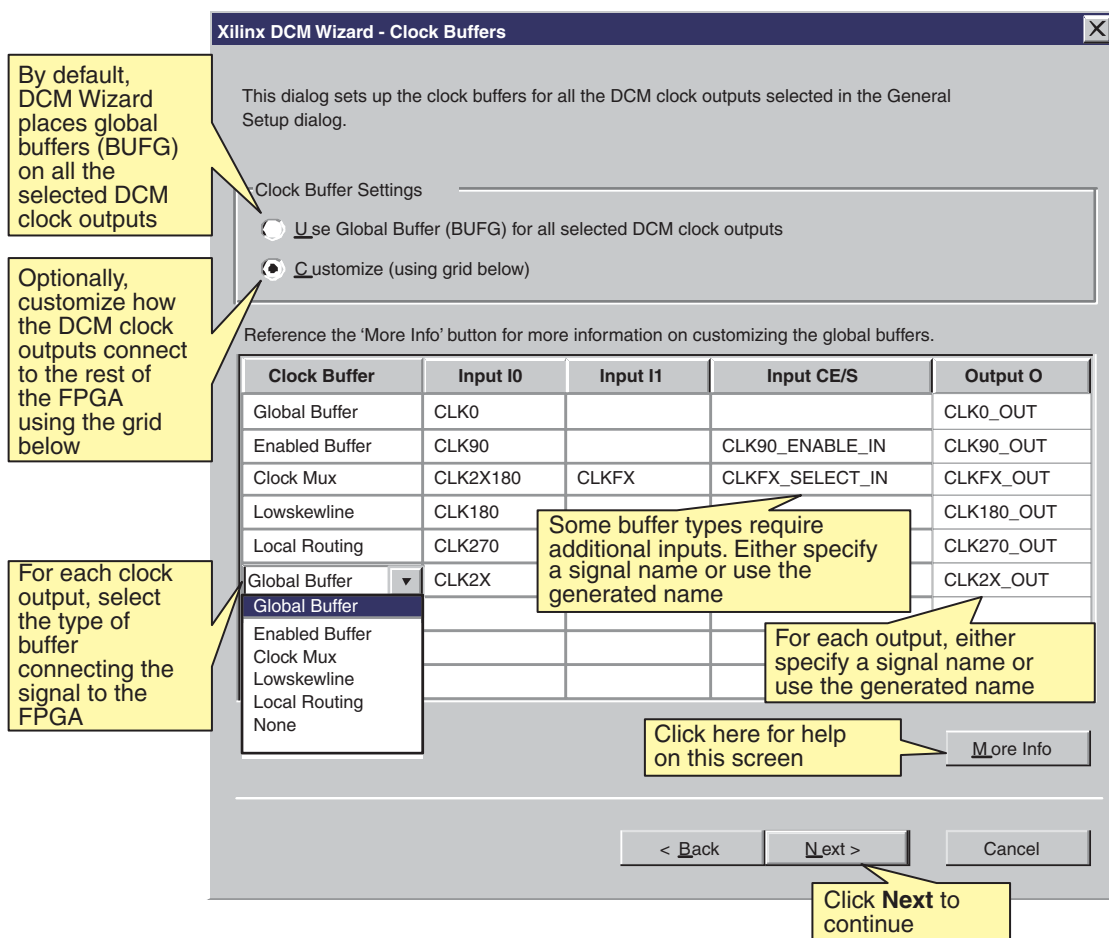 Xilinx DCM Wizard - Clock Buffers
X
By default,
DCM Wizard
places global
buffers (BUFG)
on all the
selected DCM
clock outputs
This dialog sets up the clock buffers for all the DCM clock outputs selected in the General
Setup dialog.
Clock Buffer Settings
Use Global Buffer (BUFG) for all selected DCM clock outputs
Customize (using grid below)
Optionally,
customize how
the DCM clock
outputs connect
to the rest of
the FPGA
using the grid
below
Reference the ‘More Info’ button for more information on customizing the global buffers.
Clock Buffer Input I0 Input I1 Input CE/S Output O
Global Buffer CLK0 CLK0_OUT
Enabled Buffer CLK90 CLK90_ENABLE_IN CLK90_OUT
Clock Mux CLK2X180 CLKFX CLKFX_SELECT_IN CLKFX_OUT
Lowskewline CLK180 CLK180_OUT
Local Routing CLK270 CLK270_OUT
Global Buffer CLK2X CLK2X_OUT
Some buffer types require
additional inputs. Either specify
a signal name or use the
generated name
For each clock
output, select
the type of
buffer
connecting the
signal to the
FPGA
Global Buffer
Enabled Buffer
Clock Mux
Lowskewline
Local Routing
None
For each output, either
specify a signal name or
use the generated name
Click here for help
on this screen
More Info
< Back Next > Cancel
Click Next to
continue